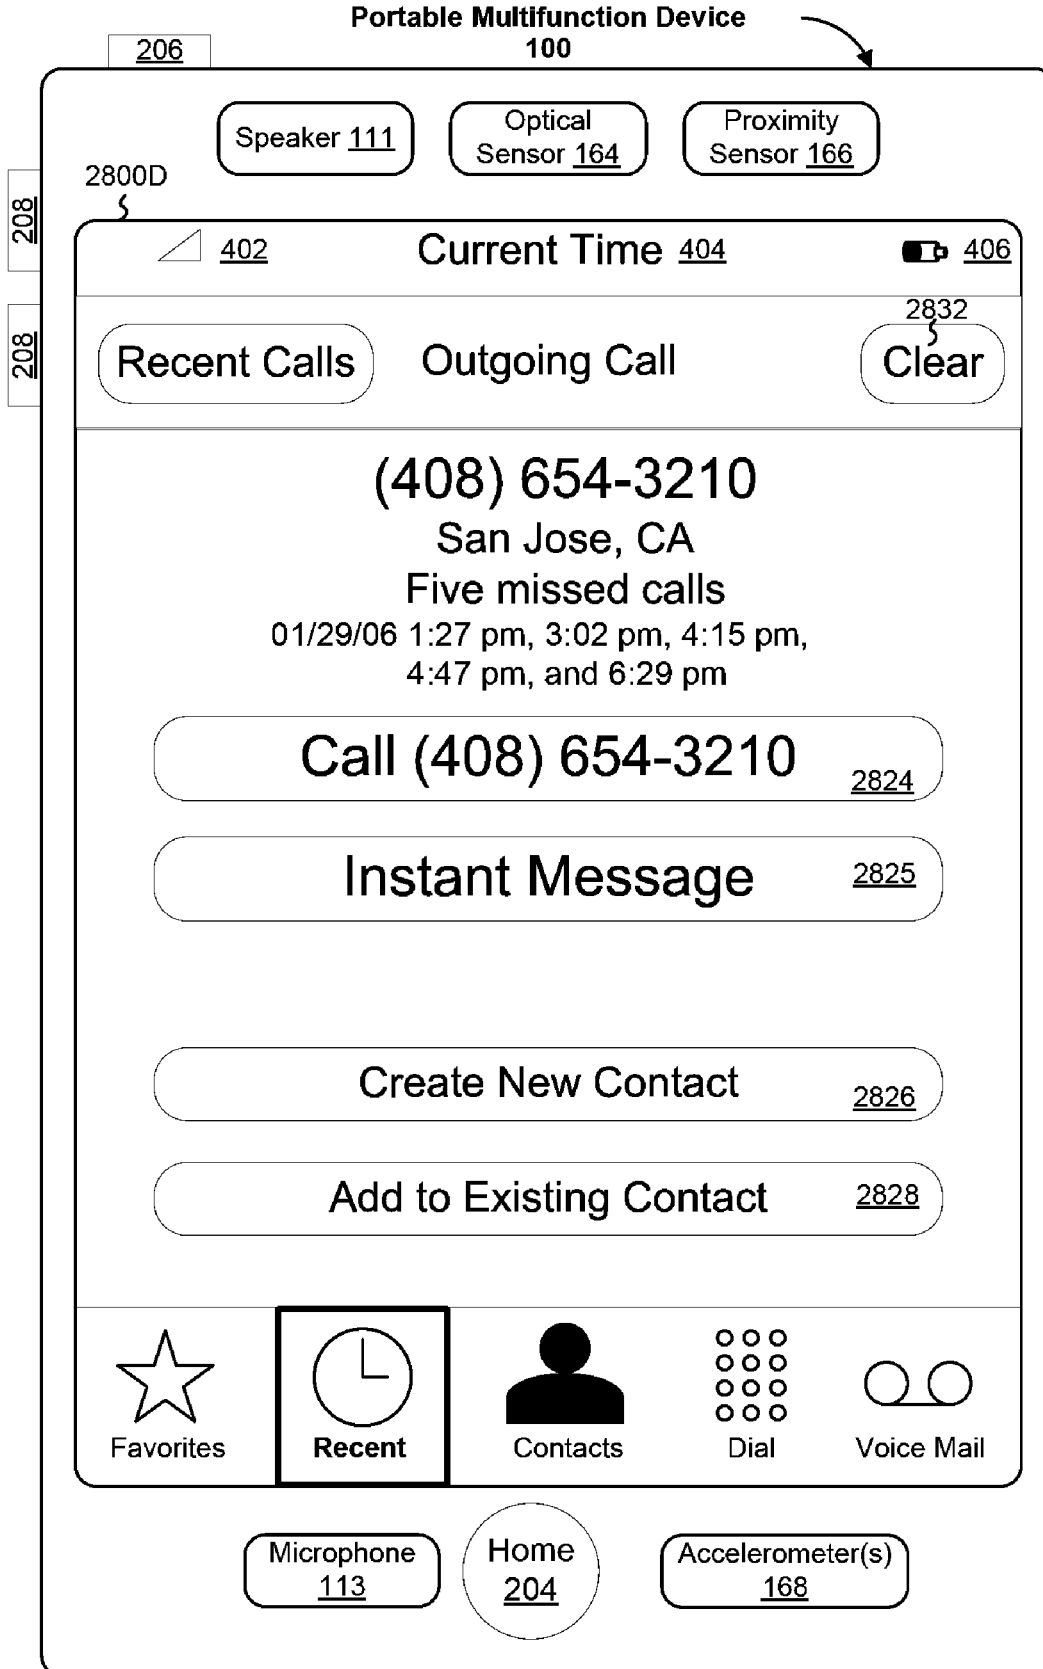 Portable Multifunction Device
100
206
Speaker 111
Optical
Sensor 164
Proximity
Sensor 166
2800D
208
208
402
Current Time 404
406
2832
Recent Calls
Outgoing Call
Clear
(408) 654-3210
San Jose, CA
Five missed calls
01/29/06 1:27 pm, 3:02 pm, 4:15 pm,
4:47 pm, and 6:29 pm
Call (408) 654-3210
2824
Instant Message
2825
Create New Contact
2826
Add to Existing Contact
2828
Favorites
Recent
Contacts
Dial
Voice Mail
Microphone
113
Home
204
Accelerometer(s)
168